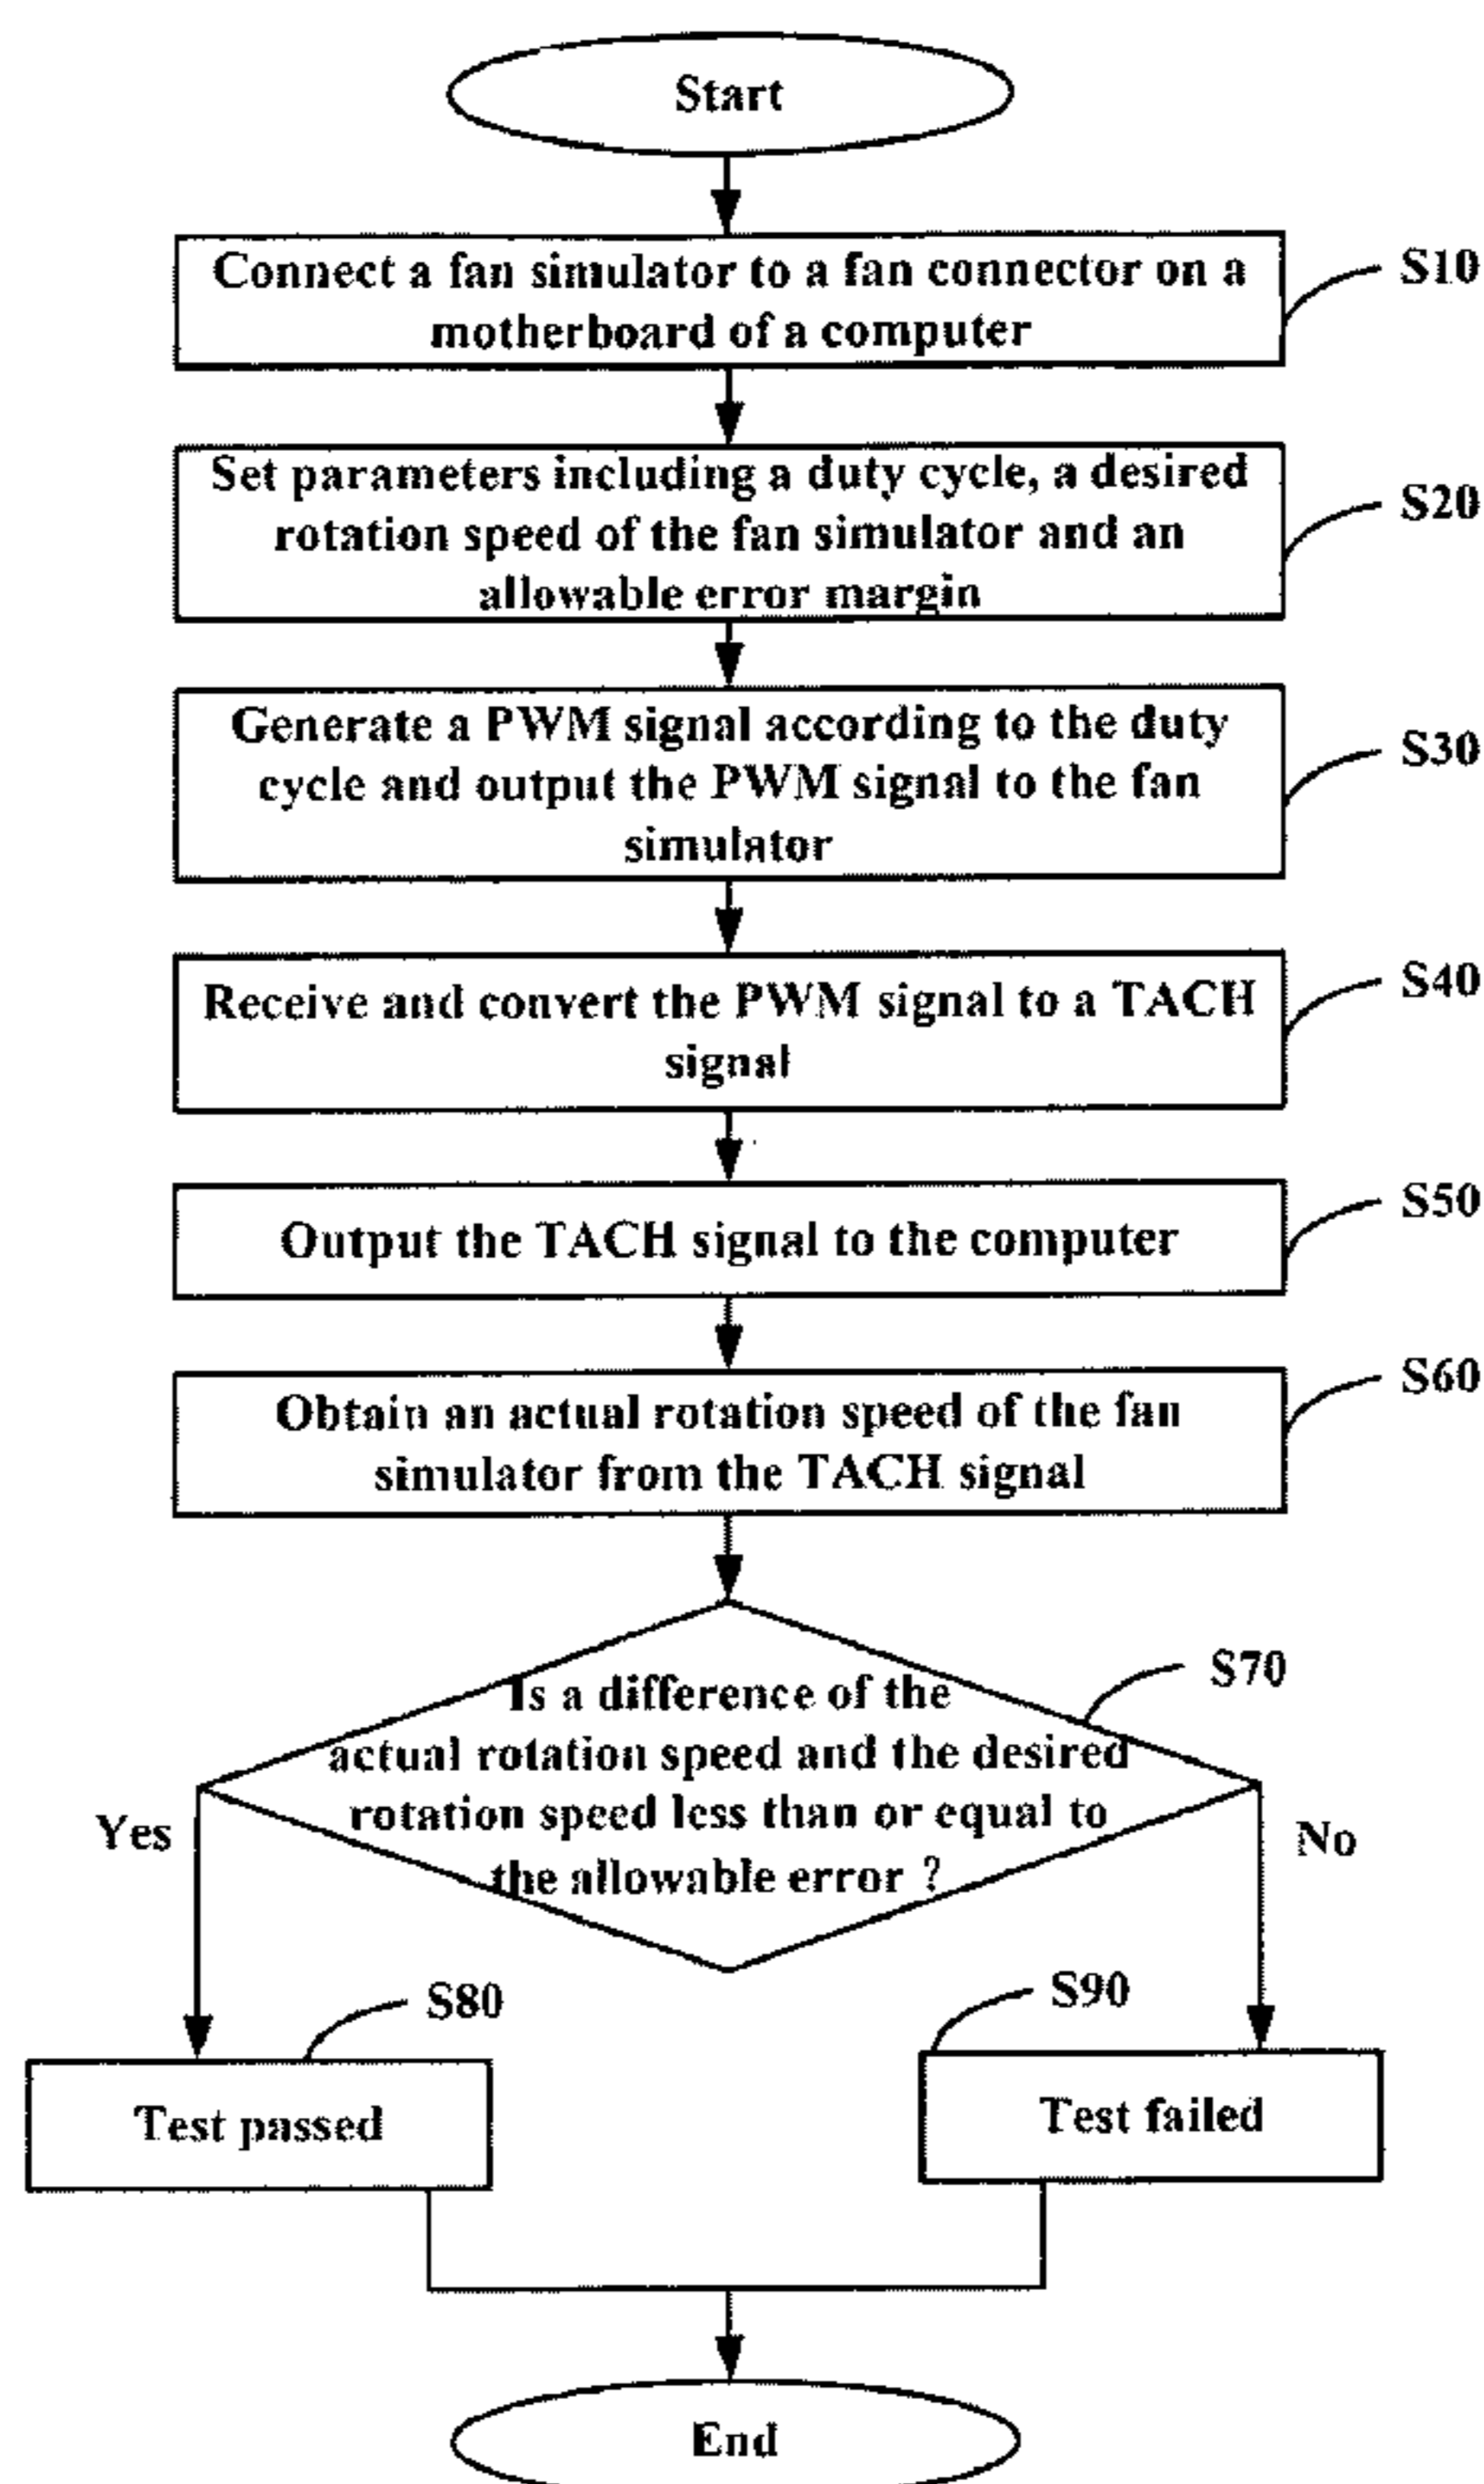 Start
Connect a fan simulator to a fan connector on a
motherboard of a computer
S10
Set parameters including a duty cycle, a desired
rotation speed of the fan simulator and an
allowable error margin
S20
Generate a PWM signal according to the duty
cycle and output the PWM signal to the fan
simulator
S30
Receive and convert the PWM signal to a TACH
signal
S40
Output the TACH signal to the computer
S50
Obtain an actual rotation speed of the fan
simulator from the TACH signal
S60
Is a difference of the
actual rotation speed and the desired
rotation speed less than or equal to
the allowable error ?
S70
Yes
No
S80
S90
Test passed
Test failed
End